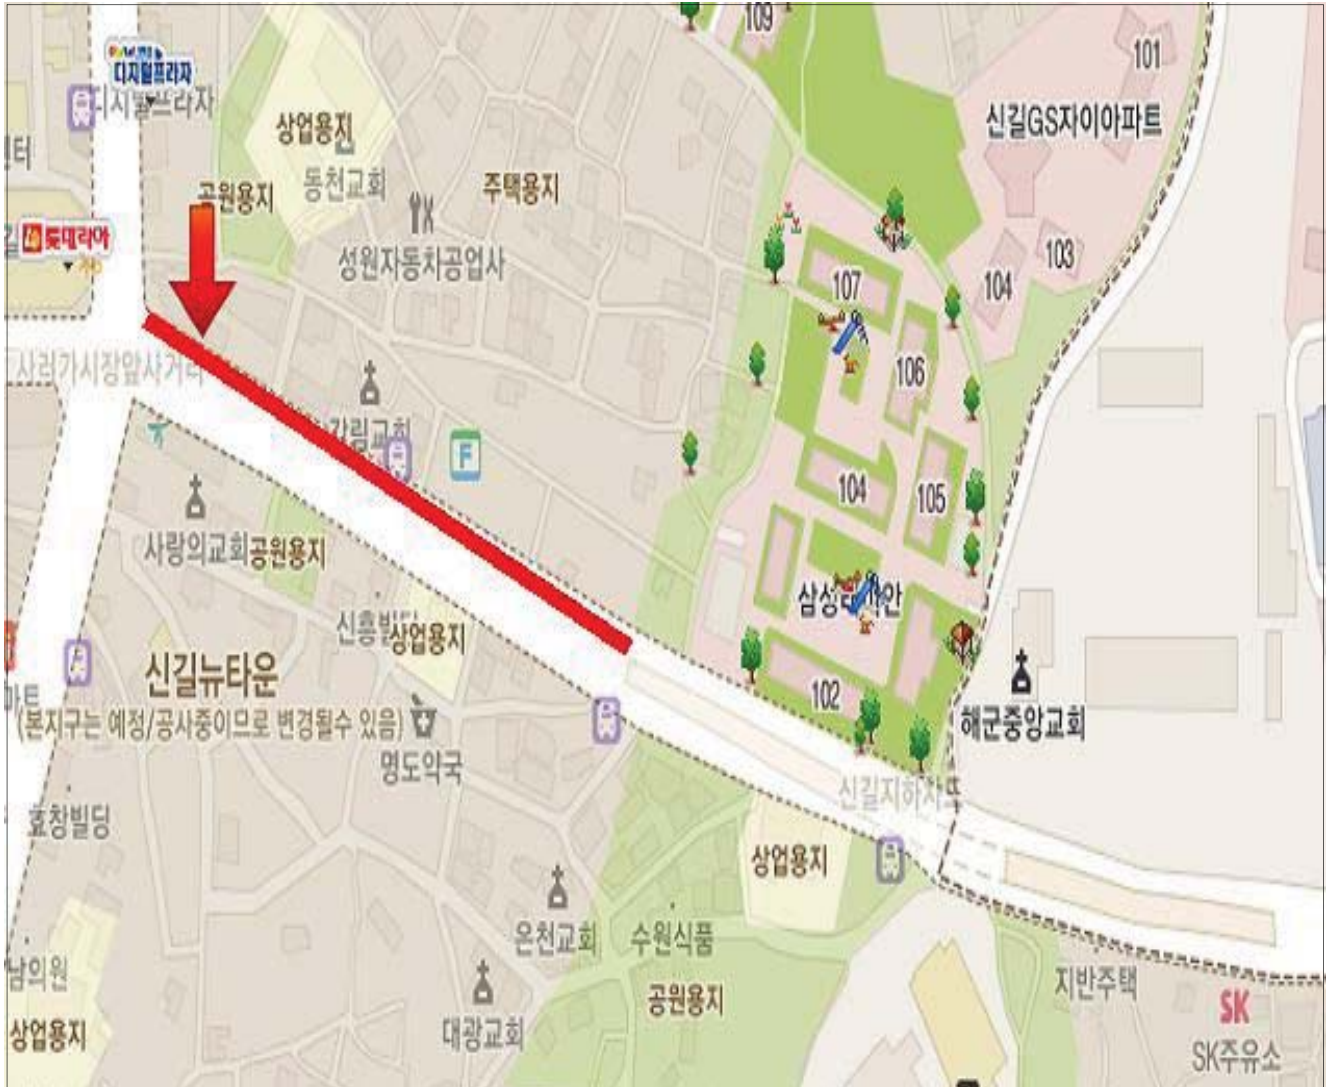 109
101
디지털프라자
디지털프라자
신길GS자이아파트
상업용지
동천교회
공원용지
주택용지
롯데리아
성원자동차공업사
103
104
107
106
사러가시장앞사거리
갈림교회
F
104
105
사랑의교회
공원용지
신흥빌딩
상업용지
신길뉴타운
(본지구는 예정/공사중이므로 변경될수 있음)
102
해군중앙교회
명도약국
신길지하차도
효창빌딩
상업용지
온천교회
수원식품
남의원
공원용지
지반주택
상업용지
대광교회
SK
SK주유소